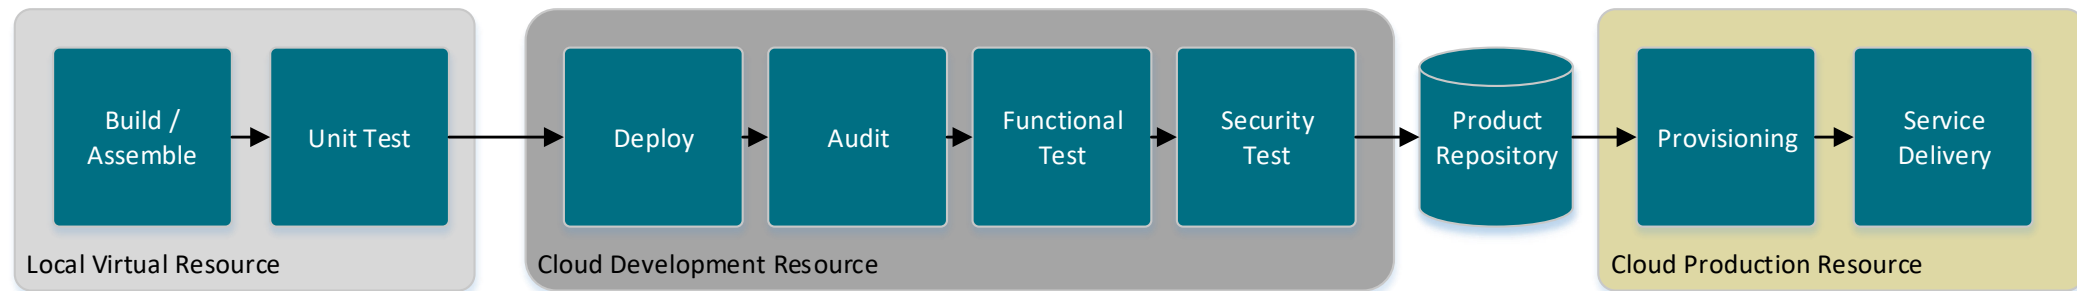 Build /
Assemble
Unit Test
Local Virtual Resource
Deploy
Audit
Functional
Test
Security
Test
Cloud Development Resource
Product
Repository
Provisioning
Service
Delivery
Cloud Production Resource